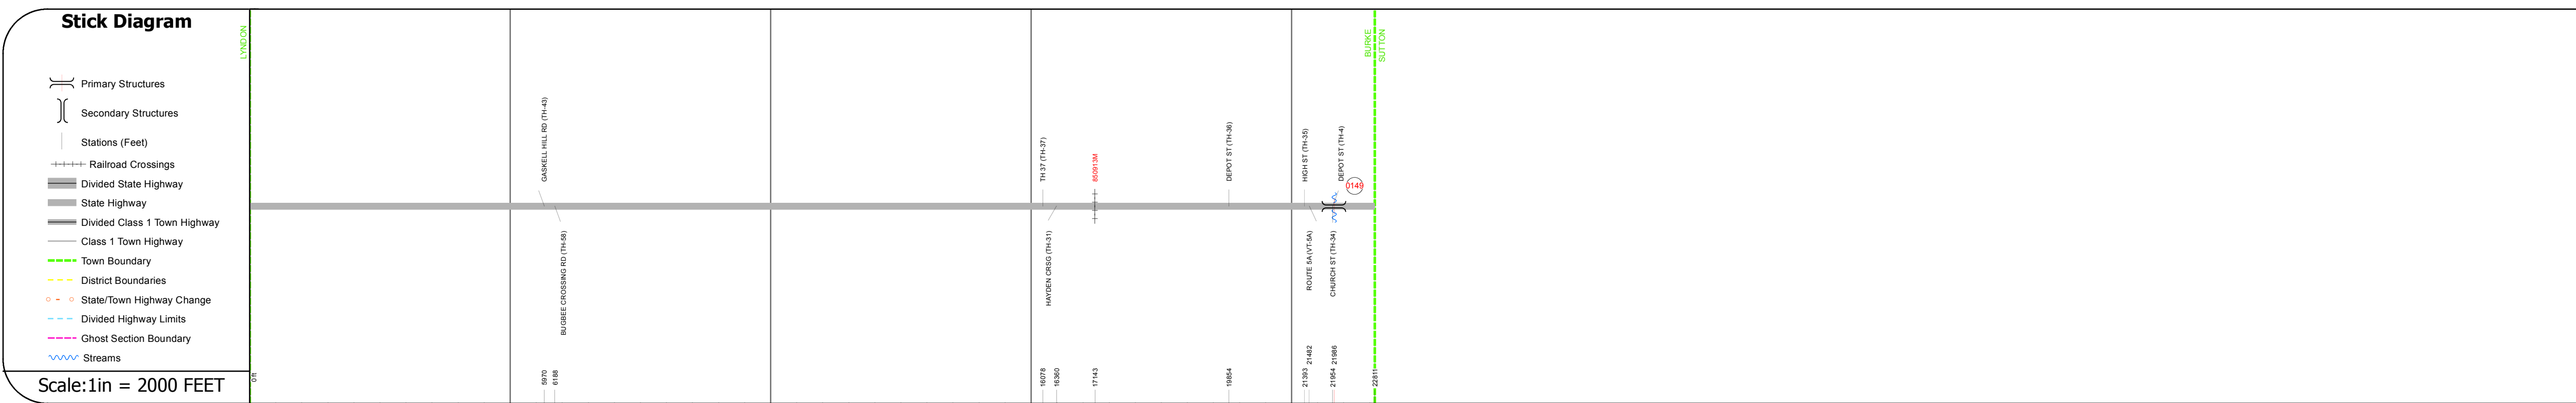 Stick Diagram
Primary Structures
Secondary Structures
Stations (Feet)
Railroad Crossings
Divided State Highway
State Highway
Divided Class 1 Town Highway
Class 1 Town Highway
Town Boundary
District Boundaries
State/Town Highway Change
Divided Highway Limits
Ghost Section Boundary
Streams
Scale:1in = 2000 FEET
LYNDON
GASKELL HILL RD (TH-43)
BUGBEE CROSSING RD (TH-58)
TH 37 (TH-37)
HAYDEN CRSG (TH-31)
850913M
DEPOT ST (TH-36)
HIGH ST (TH-35)
ROUTE 5A (VT-5A)
CHURCH ST (TH-34)
DEPOT ST (TH-4)
0149
BURKE
SUTTON
0 ft
5970
6188
16078
16360
17143
19854
21393
21482
21954
21986
22811